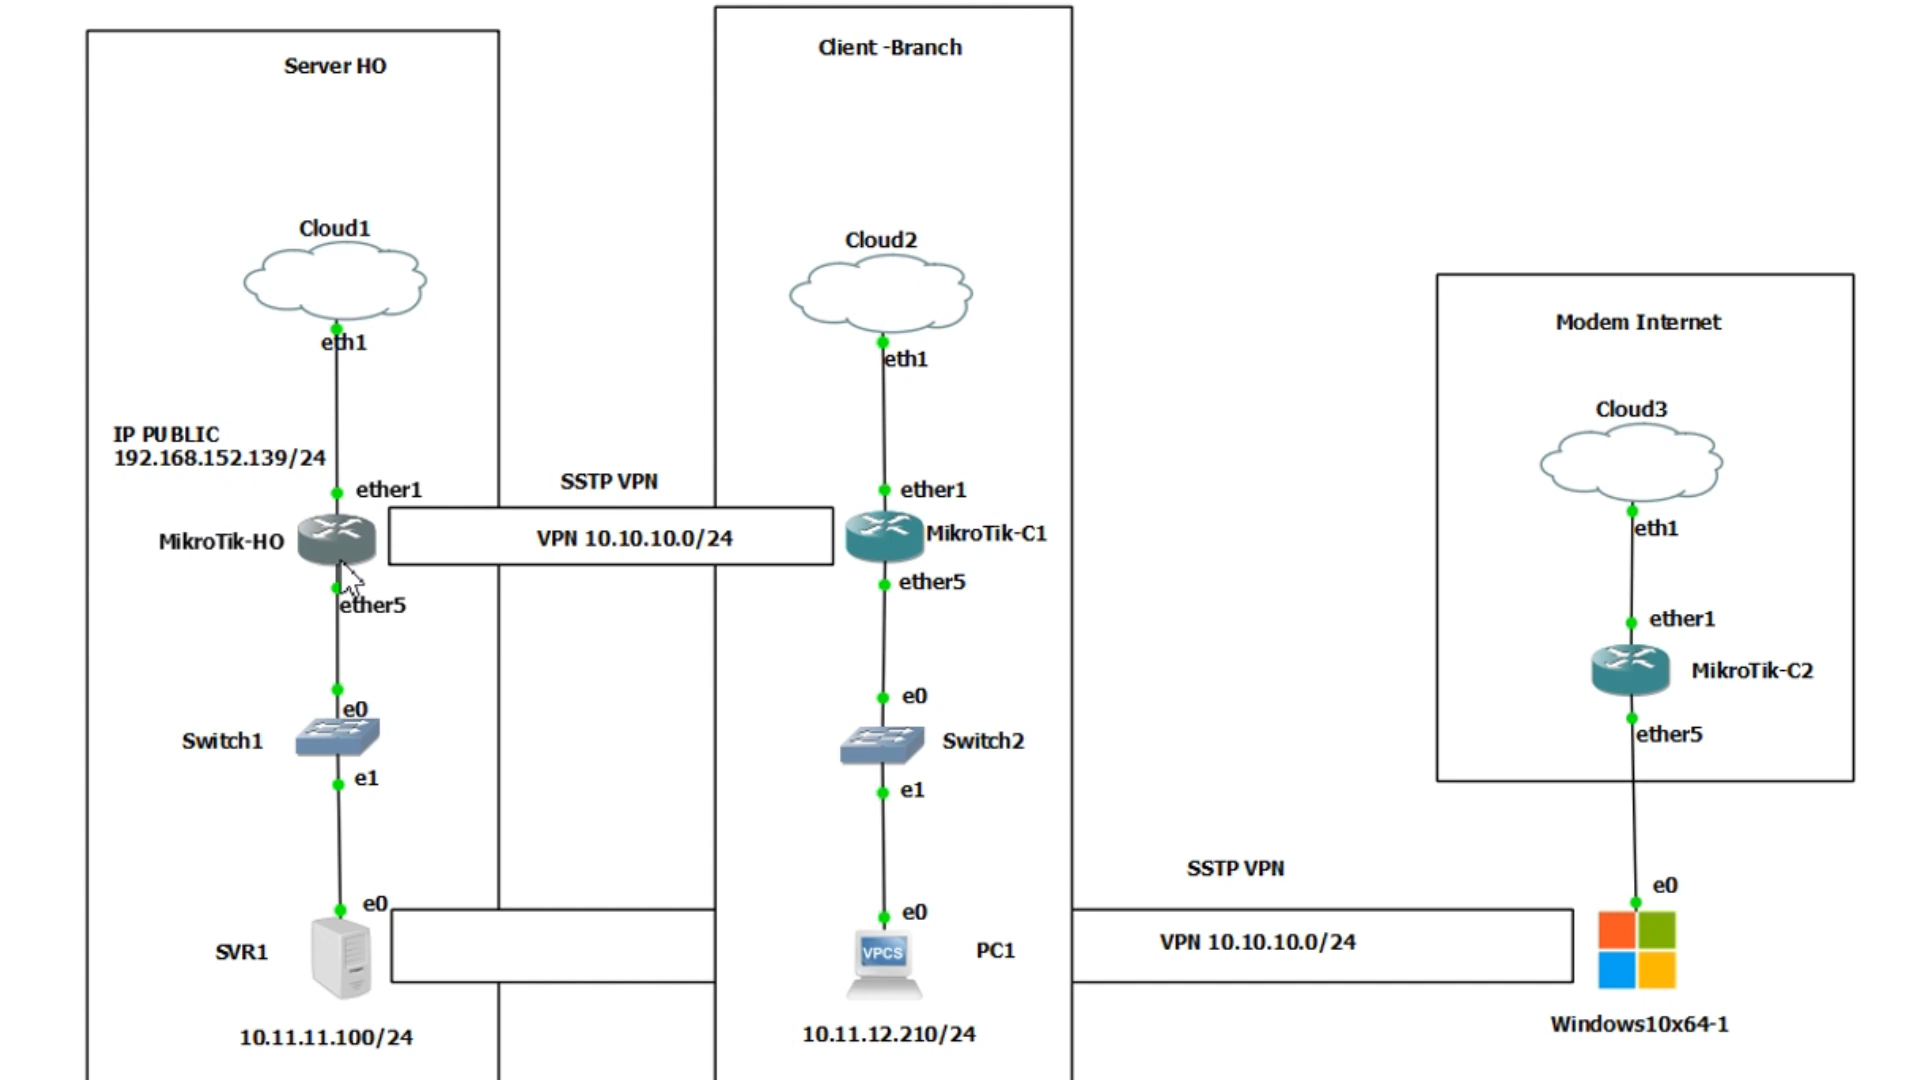 Server HO
Cloud1
eth1
IP PUBLIC
192.168.152.139/24
ether1
MikroTik-HO
ether5
e0
Switch1
e1
e0
SVR1
10.11.11.100/24
SSTP VPN
VPN 10.10.10.0/24
Client -Branch
Cloud2
eth1
ether1
MikroTik-C1
ether5
e0
Switch2
e1
e0
VPCS
PC1
10.11.12.210/24
SSTP VPN
VPN 10.10.10.0/24
Modem Internet
Cloud3
eth1
ether1
MikroTik-C2
ether5
e0
Windows10x64-1